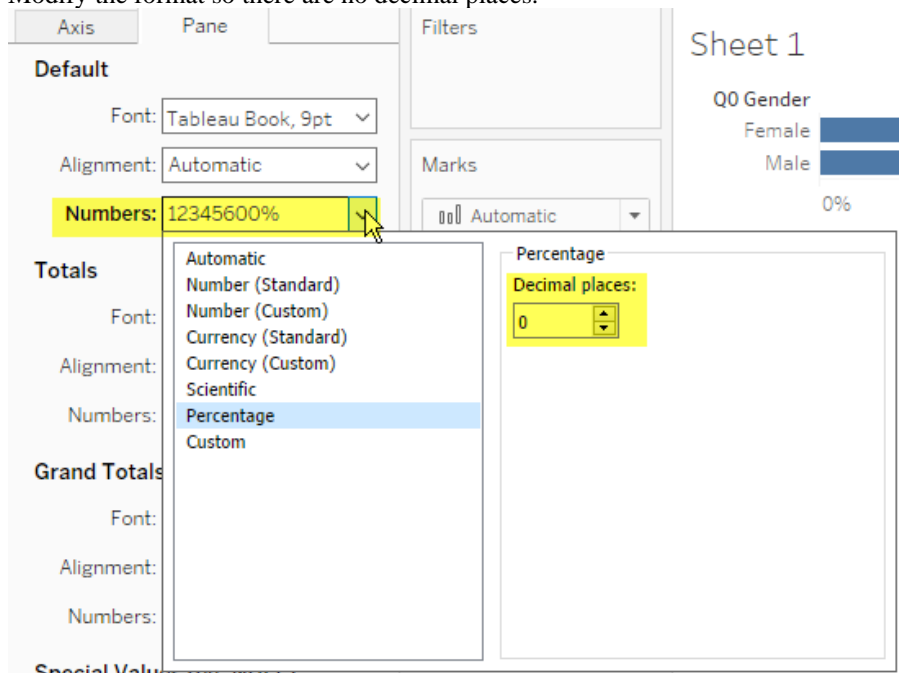 Modify the format so there are no decimal places.
Axis Pane
Default
Font: Tableau Book, 9pt
Alignment: Automatic
Numbers: 12345600%
Totals
Font:
Alignment:
Numbers:
Grand Totals
Font:
Alignment:
Numbers:
Automatic
Number (Standard)
Number (Custom)
Currency (Standard)
Currency (Custom)
Scientific
Percentage
Custom
Percentage
Decimal places:
0
Filters
Marks
Automatic
Sheet 1
Q0 Gender
Female
Male
0%